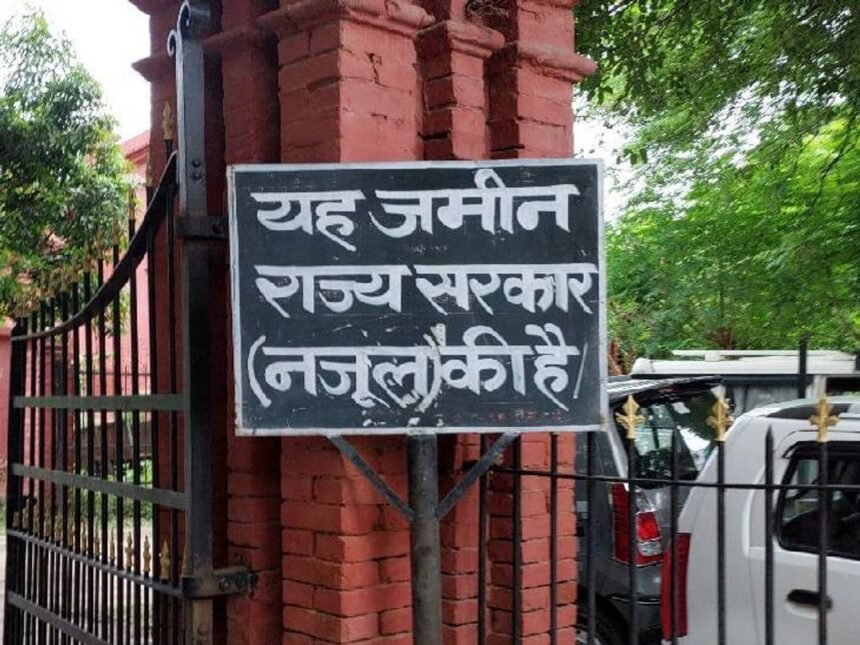 यह जमीन
राज्य सरकार
(नजूल) की है/